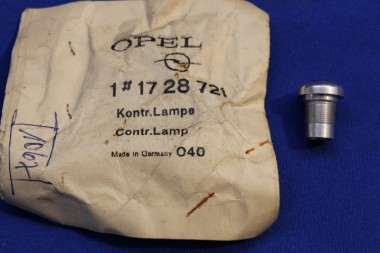 OPEL
1#17 28 721
Kontr.Lampe
Contr.Lamp
Made in Germany 040